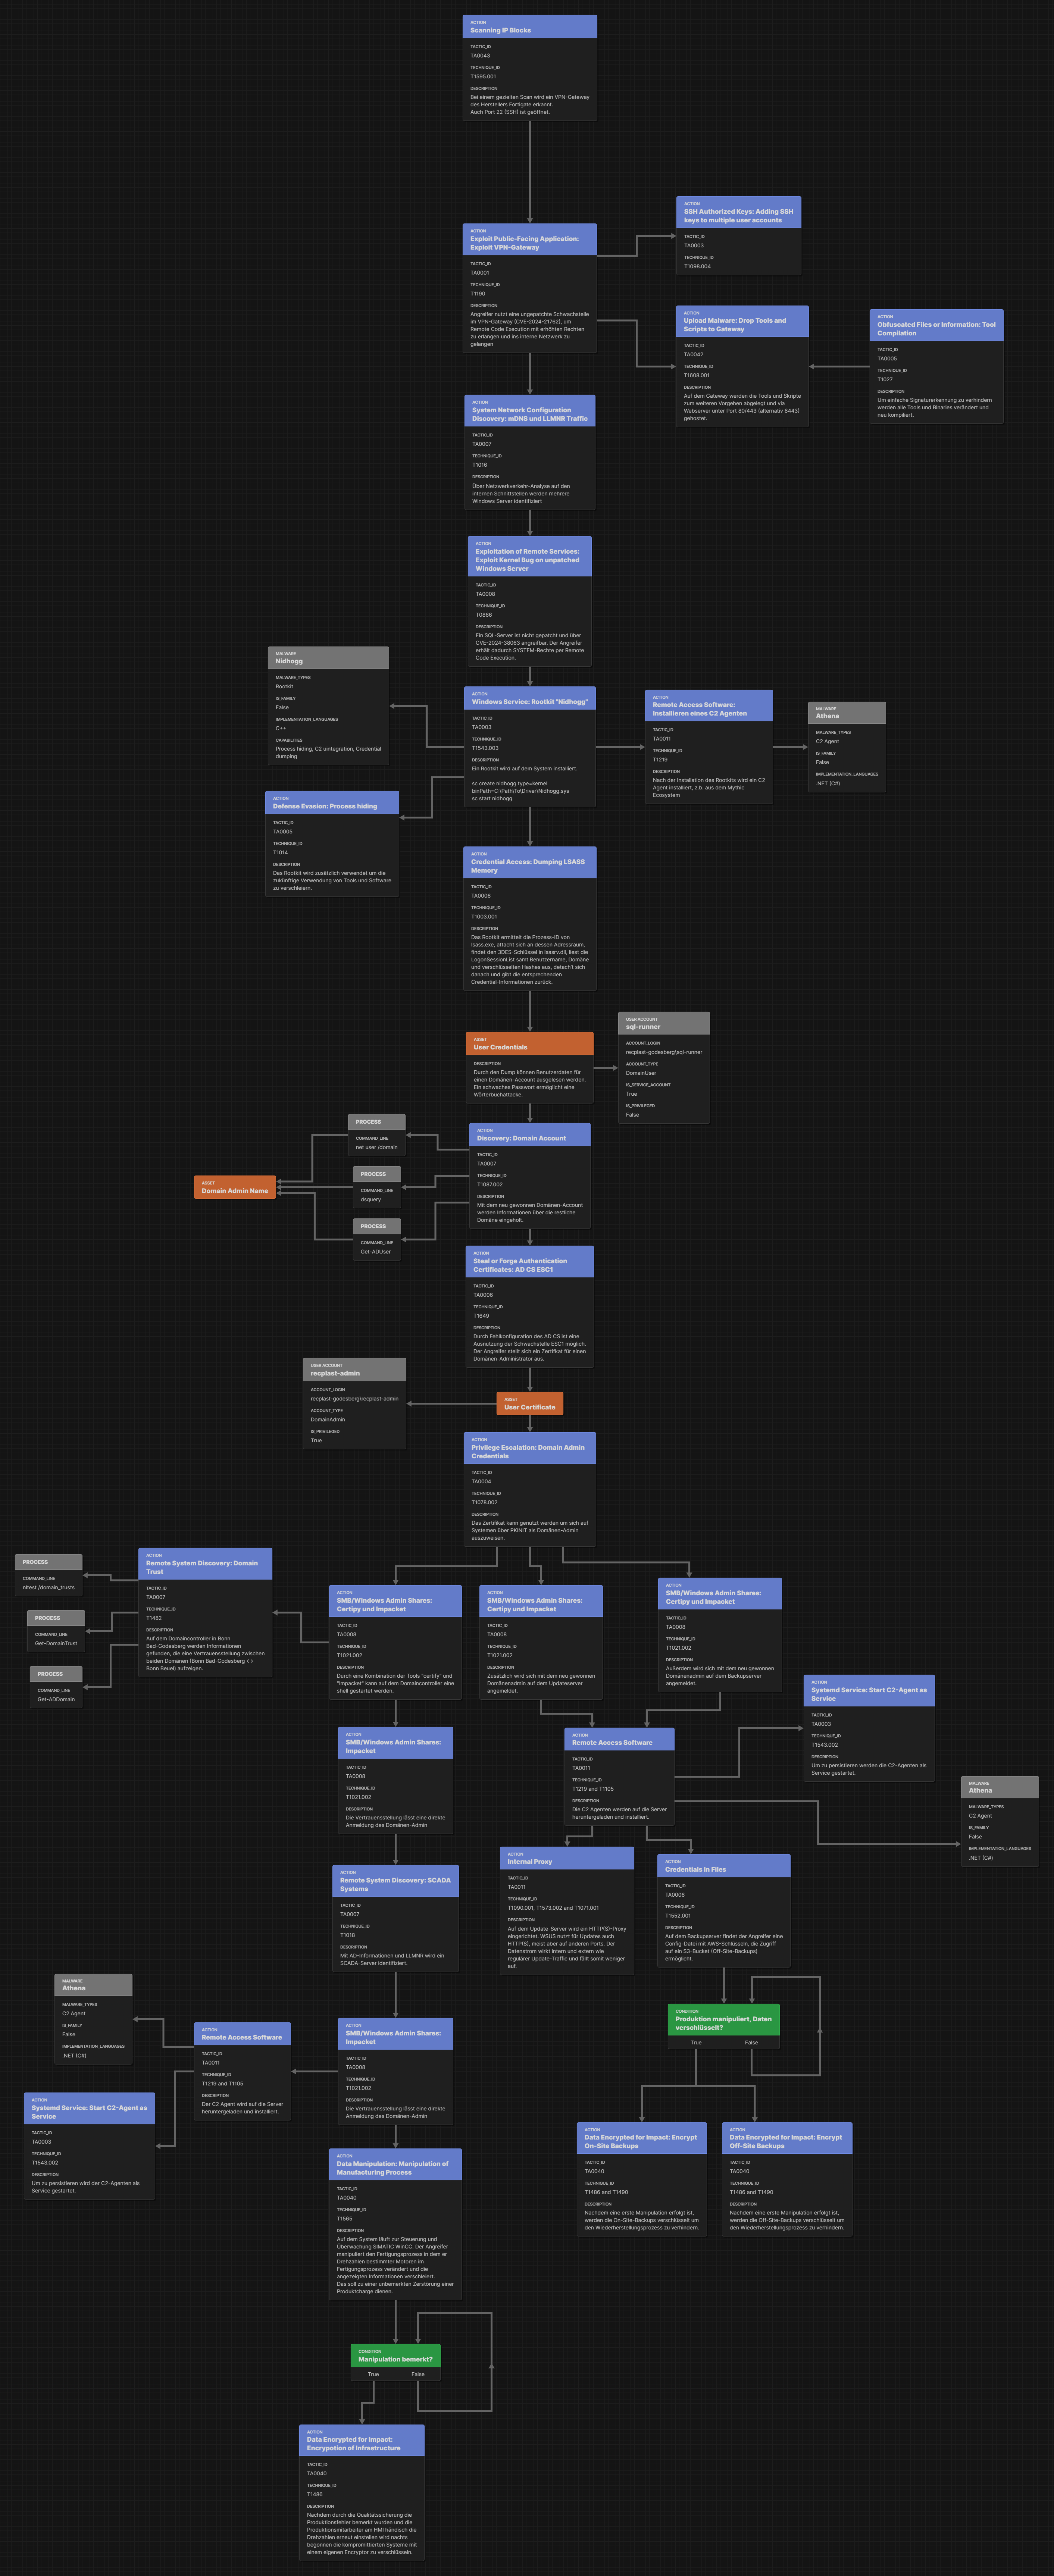 ACTION
Scanning IP Blocks
TACTIC_ID
TA0043
TECHNIQUE_ID
T1595.001
DESCRIPTION
Bei einem gezielten Scan wird ein VPN-Gateway
des Herstellers Fortigate erkannt.
Auch Port 22 (SSH) ist geöffnet.
ACTION
SSH Authorized Keys: Adding SSH
keys to multiple user accounts
TACTIC_ID
TA0003
TECHNIQUE_ID
T1098.004
ACTION
Exploit Public-Facing Application:
Exploit VPN-Gateway
TACTIC_ID
TA0001
TECHNIQUE_ID
T1190
DESCRIPTION
Angreifer nutzt eine ungepatchte Schwachstelle
im VPN-Gateway (CVE-2024-21762), um
Remote Code Execution mit erhöhten Rechten
zu erlangen und ins interne Netzwerk zu
gelangen
ACTION
Upload Malware: Drop Tools and
Scripts to Gateway
TACTIC_ID
TA0042
TECHNIQUE_ID
T1608.001
DESCRIPTION
Auf dem Gateway werden die Tools und Skripte
zum weiteren Vorgehen abgelegt und via
Webserver unter Port 80/443 (alternativ 8443)
gehostet.
ACTION
Obfuscated Files or Information: Tool
Compilation
TACTIC_ID
TA0005
TECHNIQUE_ID
T1027
DESCRIPTION
Um einfache Signaturerkennung zu verhindern
werden alle Tools und Binaries verändert und
neu kompiliert.
ACTION
System Network Configuration
Discovery: mDNS und LLMNR Traffic
TACTIC_ID
TA0007
TECHNIQUE_ID
T1016
DESCRIPTION
Über Netzwerkverkehr-Analyse auf den
internen Schnittstellen werden mehrere
Windows Server identifiziert
ACTION
Exploitation of Remote Services:
Exploit Kernel Bug on unpatched
Windows Server
TACTIC_ID
TA0008
TECHNIQUE_ID
T0866
DESCRIPTION
Ein SQL-Server ist nicht gepatcht und über
CVE-2024-38063 angreifbar. Der Angreifer
erhält dadurch SYSTEM-Rechte per Remote
Code Execution.
MALWARE
Nidhogg
MALWARE_TYPES
Rootkit
IS_FAMILY
False
IMPLEMENTATION_LANGUAGES
C++
CAPABILITIES
Process hiding, C2 uintegration, Credential
dumping
ACTION
Windows Service: Rootkit "Nidhogg"
TACTIC_ID
TA0003
TECHNIQUE_ID
T1543.003
DESCRIPTION
Ein Rootkit wird auf dem System installiert.
sc create nidhogg type=kernel
binPath=C:\Path\To\Driver\Nidhogg.sys
sc start nidhogg
ACTION
Remote Access Software:
Installieren eines C2 Agenten
TACTIC_ID
TA0011
TECHNIQUE_ID
T1219
DESCRIPTION
Nach der Installation des Rootkits wird ein C2
Agent installiert, z.b. aus dem Mythic
Ecosystem
MALWARE
Athena
MALWARE_TYPES
C2 Agent
IS_FAMILY
False
IMPLEMENTATION_LANGUAGES
.NET (C#)
ACTION
Defense Evasion: Process hiding
TACTIC_ID
TA0005
TECHNIQUE_ID
T1014
DESCRIPTION
Das Rootkit wird zusätzlich verwendet um die
zukünftige Verwendung von Tools und Software
zu verschleiern.
ACTION
Credential Access: Dumping LSASS
Memory
TACTIC_ID
TA0006
TECHNIQUE_ID
T1003.001
DESCRIPTION
Das Rootkit ermittelt die Prozess-ID von
lsass.exe, attacht sich an dessen Adressraum,
findet den 3DES-Schlüssel in lsasrv.dll, liest die
LogonSessionList samt Benutzername, Domäne
und verschlüsselten Hashes aus, detach't sich
danach und gibt die entsprechenden
Credential-Informationen zurück.
ASSET
User Credentials
DESCRIPTION
Durch den Dump können Benutzerdaten für
einen Domänen-Account ausgelesen werden.
Ein schwaches Passwort ermöglicht eine
Wörterbuchattacke.
USER ACCOUNT
sql-runner
ACCOUNT_LOGIN
recplast-godesberg\sql-runner
ACCOUNT_TYPE
DomainUser
IS_SERVICE_ACCOUNT
True
IS_PRIVILEGED
False
PROCESS
COMMAND_LINE
net user /domain
PROCESS
COMMAND_LINE
dsquery
PROCESS
COMMAND_LINE
Get-ADUser
ASSET
Domain Admin Name
ACTION
Discovery: Domain Account
TACTIC_ID
TA0007
TECHNIQUE_ID
T1087.002
DESCRIPTION
Mit dem neu gewonnen Domänen-Account
werden Informationen über die restliche
Domäne eingeholt.
ACTION
Steal or Forge Authentication
Certificates: AD CS ESC1
TACTIC_ID
TA0006
TECHNIQUE_ID
T1649
DESCRIPTION
Durch Fehlkonfiguration des AD CS ist eine
Ausnutzung der Schwachstelle ESC1 möglich.
Der Angreifer stellt sich ein Zertifkat für einen
Domänen-Administrator aus.
USER ACCOUNT
recplast-admin
ACCOUNT_LOGIN
recplast-godesberg\recplast-admin
ACCOUNT_TYPE
DomainAdmin
IS_PRIVILEGED
True
ASSET
User Certificate
ACTION
Privilege Escalation: Domain Admin
Credentials
TACTIC_ID
TA0004
TECHNIQUE_ID
T1078.002
DESCRIPTION
Das Zertifikat kann genutzt werden um sich auf
Systemen über PKINIT als Domänen-Admin
auszuweisen.
PROCESS
COMMAND_LINE
nltest /domain_trusts
PROCESS
COMMAND_LINE
Get-DomainTrust
PROCESS
COMMAND_LINE
Get-ADDomain
ACTION
Remote System Discovery: Domain
Trust
TACTIC_ID
TA0007
TECHNIQUE_ID
T1482
DESCRIPTION
Auf dem Domaincontroller in Bonn
Bad-Godesberg werden Informationen
gefunden, die eine Vertrauensstellung zwischen
beiden Domänen (Bonn Bad-Godesberg <->
Bonn Beuel) aufzeigen.
ACTION
SMB/Windows Admin Shares:
Certipy und Impacket
TACTIC_ID
TA0008
TECHNIQUE_ID
T1021.002
DESCRIPTION
Durch eine Kombination der Tools "certify" und
"impacket" kann auf dem Domaincontroller eine
shell gestartet werden.
ACTION
SMB/Windows Admin Shares:
Certipy und Impacket
TACTIC_ID
TA0008
TECHNIQUE_ID
T1021.002
DESCRIPTION
Zusätzlich wird sich mit dem neu gewonnen
Domänenadmin auf dem Updateserver
angemeldet.
ACTION
SMB/Windows Admin Shares:
Certipy und Impacket
TACTIC_ID
TA0008
TECHNIQUE_ID
T1021.002
DESCRIPTION
Außerdem wird sich mit dem neu gewonnen
Domänenadmin auf dem Backupserver
angemeldet.
ACTION
Systemd Service: Start C2-Agent as
Service
TACTIC_ID
TA0003
TECHNIQUE_ID
T1543.002
DESCRIPTION
Um zu persistieren werden die C2-Agenten als
Service gestartet.
ACTION
SMB/Windows Admin Shares:
Impacket
TACTIC_ID
TA0008
TECHNIQUE_ID
T1021.002
DESCRIPTION
Die Vertrauensstellung lässt eine direkte
Anmeldung des Domänen-Admin
ACTION
Remote Access Software
TACTIC_ID
TA0011
TECHNIQUE_ID
T1219 and T1105
DESCRIPTION
Die C2 Agenten werden auf die Server
heruntergeladen und installiert.
MALWARE
Athena
MALWARE_TYPES
C2 Agent
IS_FAMILY
False
IMPLEMENTATION_LANGUAGES
.NET (C#)
ACTION
Internal Proxy
TACTIC_ID
TA0011
TECHNIQUE_ID
T1090.001, T1573.002 and T1071.001
DESCRIPTION
Auf dem Update-Server wird ein HTTP(S)-Proxy
eingerichtet. WSUS nutzt für Updates auch
HTTP(S), meist aber auf anderen Ports. Der
Datenstrom wirkt intern und extern wie
regulärer Update-Traffic und fällt somit weniger
auf.
ACTION
Credentials In Files
TACTIC_ID
TA0006
TECHNIQUE_ID
T1552.001
DESCRIPTION
Auf dem Backupserver findet der Angreifer eine
Config-Datei mit AWS-Schlüsseln, die Zugriff
auf ein S3-Bucket (Off-Site-Backups)
ermöglicht.
ACTION
Remote System Discovery: SCADA
Systems
TACTIC_ID
TA0007
TECHNIQUE_ID
T1018
DESCRIPTION
Mit AD-Informationen und LLMNR wird ein
SCADA-Server identifiziert.
MALWARE
Athena
MALWARE_TYPES
C2 Agent
IS_FAMILY
False
IMPLEMENTATION_LANGUAGES
.NET (C#)
ACTION
Remote Access Software
TACTIC_ID
TA0011
TECHNIQUE_ID
T1219 and T1105
DESCRIPTION
Der C2 Agent wird auf die Server
heruntergeladen und installiert.
ACTION
SMB/Windows Admin Shares:
Impacket
TACTIC_ID
TA0008
TECHNIQUE_ID
T1021.002
DESCRIPTION
Die Vertrauensstellung lässt eine direkte
Anmeldung des Domänen-Admin
CONDITION
Produktion manipuliert, Daten
verschlüsselt?
True
False
ACTION
Systemd Service: Start C2-Agent as
Service
TACTIC_ID
TA0003
TECHNIQUE_ID
T1543.002
DESCRIPTION
Um zu persistieren wird der C2-Agenten als
Service gestartet.
ACTION
Data Encrypted for Impact: Encrypt
On-Site Backups
TACTIC_ID
TA0040
TECHNIQUE_ID
T1486 and T1490
DESCRIPTION
Nachdem eine erste Manipulation erfolgt ist,
werden die On-Site-Backups verschlüsselt um
den Wiederherstellungsprozess zu verhindern.
ACTION
Data Encrypted for Impact: Encrypt
Off-Site Backups
TACTIC_ID
TA0040
TECHNIQUE_ID
T1486 and T1490
DESCRIPTION
Nachdem eine erste Manipulation erfolgt ist,
werden die Off-Site-Backups verschlüsselt um
den Wiederherstellungsprozess zu verhindern.
ACTION
Data Manipulation: Manipulation of
Manufacturing Process
TACTIC_ID
TA0040
TECHNIQUE_ID
T1565
DESCRIPTION
Auf dem System läuft zur Steuerung und
Überwachung SIMATIC WinCC. Der Angreifer
manipuliert den Fertigungsprozess in dem er
Drehzahlen bestimmter Motoren im
Fertigungsprozess verändert und die
angezeigten Informationen verschleiert.
Das soll zu einer unbemerkten Zerstörung einer
Produktcharge dienen.
CONDITION
Manipulation bemerkt?
True
False
ACTION
Data Encrypted for Impact:
Encrypotion of Infrastructure
TACTIC_ID
TA0040
TECHNIQUE_ID
T1486
DESCRIPTION
Nachdem durch die Qualitätssicherung die
Produktionsfehler bemerkt wurden und die
Produktionsmitarbeiter am HMI händisch die
Drehzahlen erneut einstellen wird nachts
begonnen die kompromittierten Systeme mit
einem eigenen Encryptor zu verschlüseln.